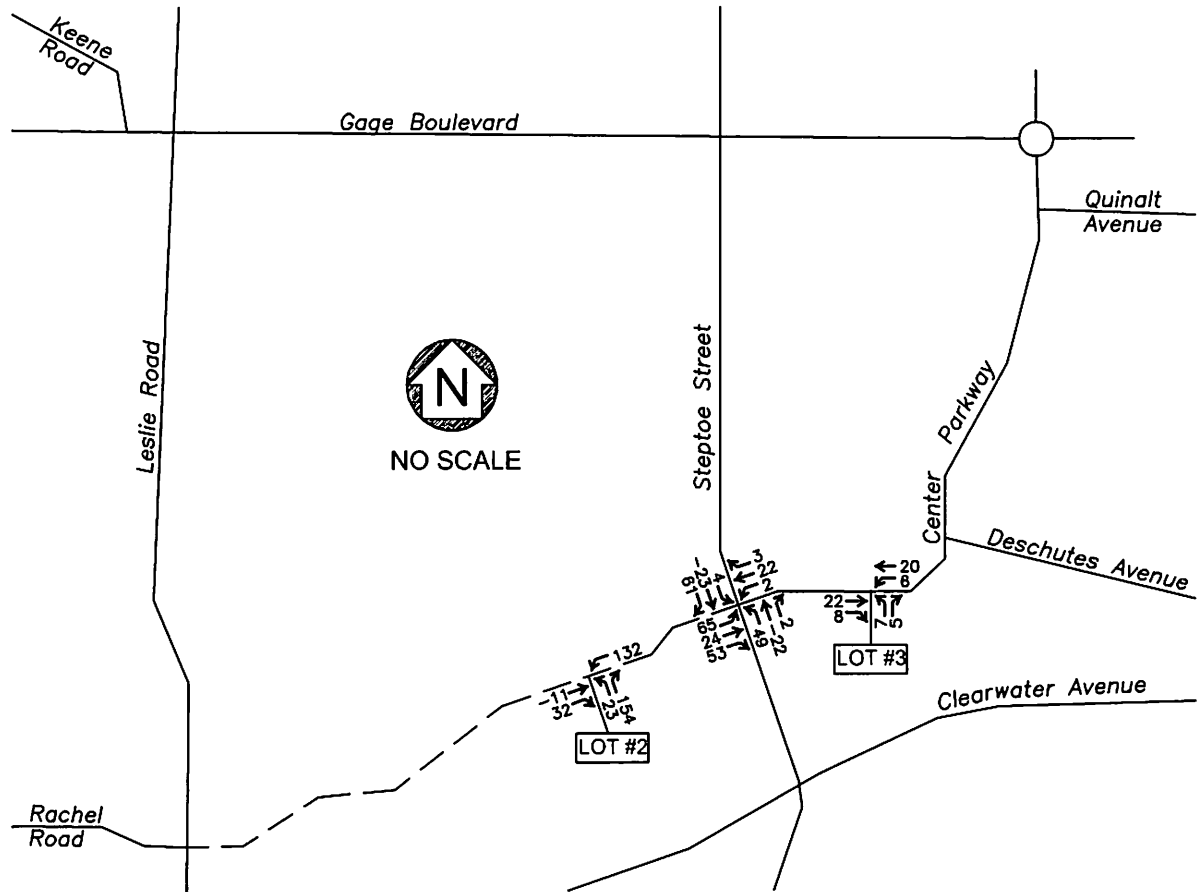 Keene
Road
Gage Boulevard
Quinalt
Avenue
Leslie Road
N
NO SCALE
Steptoe Street
Center Parkway
Deschutes Avenue
3
22
2
4
-23
61
65
24
53
49
-22
2
20
6
22
8
7
5
LOT #3
132
-11
32
23
154
LOT #2
Clearwater Avenue
Rachel
Road